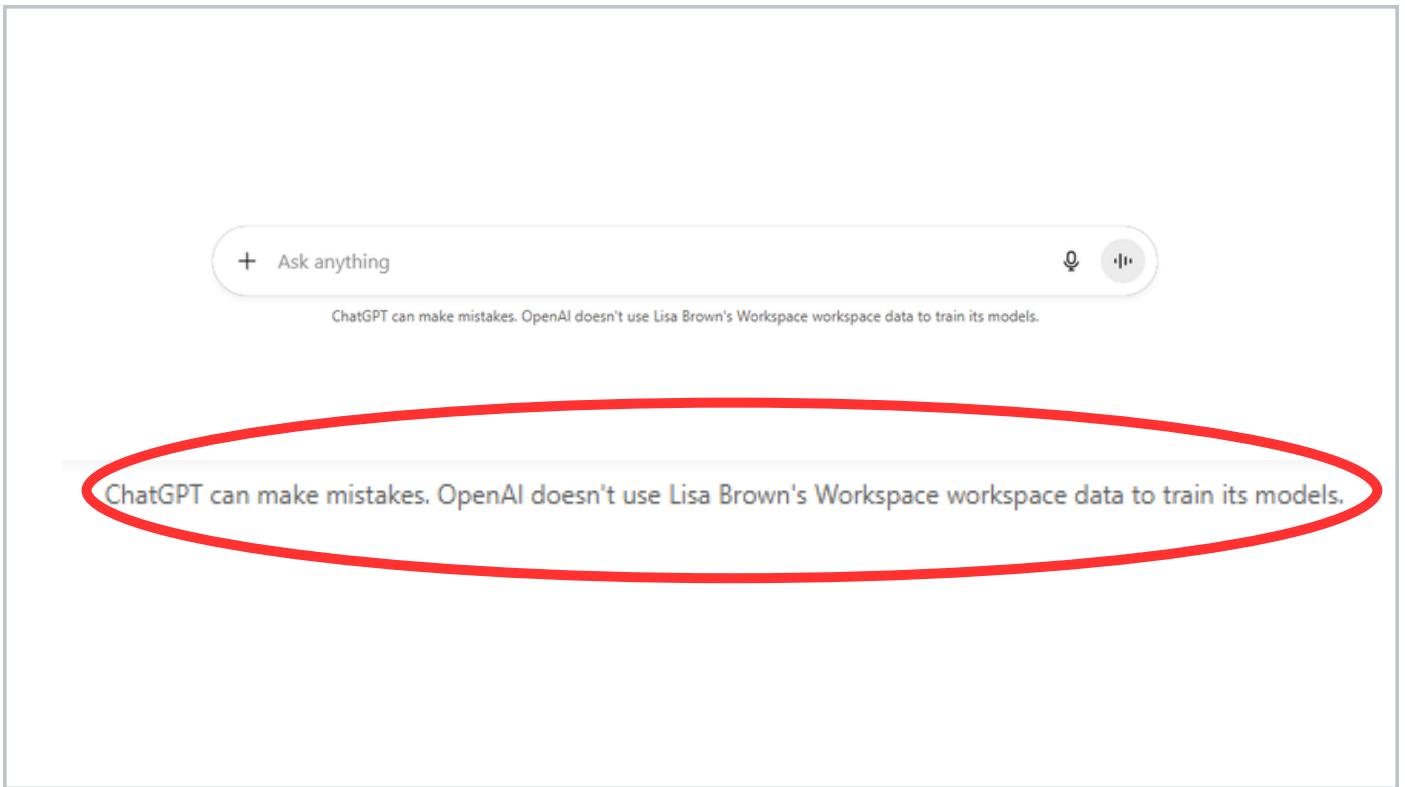 Ask anything
ChatGPT can make mistakes. OpenAI doesn't use Lisa Brown's Workspace workspace data to train its models.
ChatGPT can make mistakes. OpenAI doesn't use Lisa Brown's Workspace workspace data to train its models.